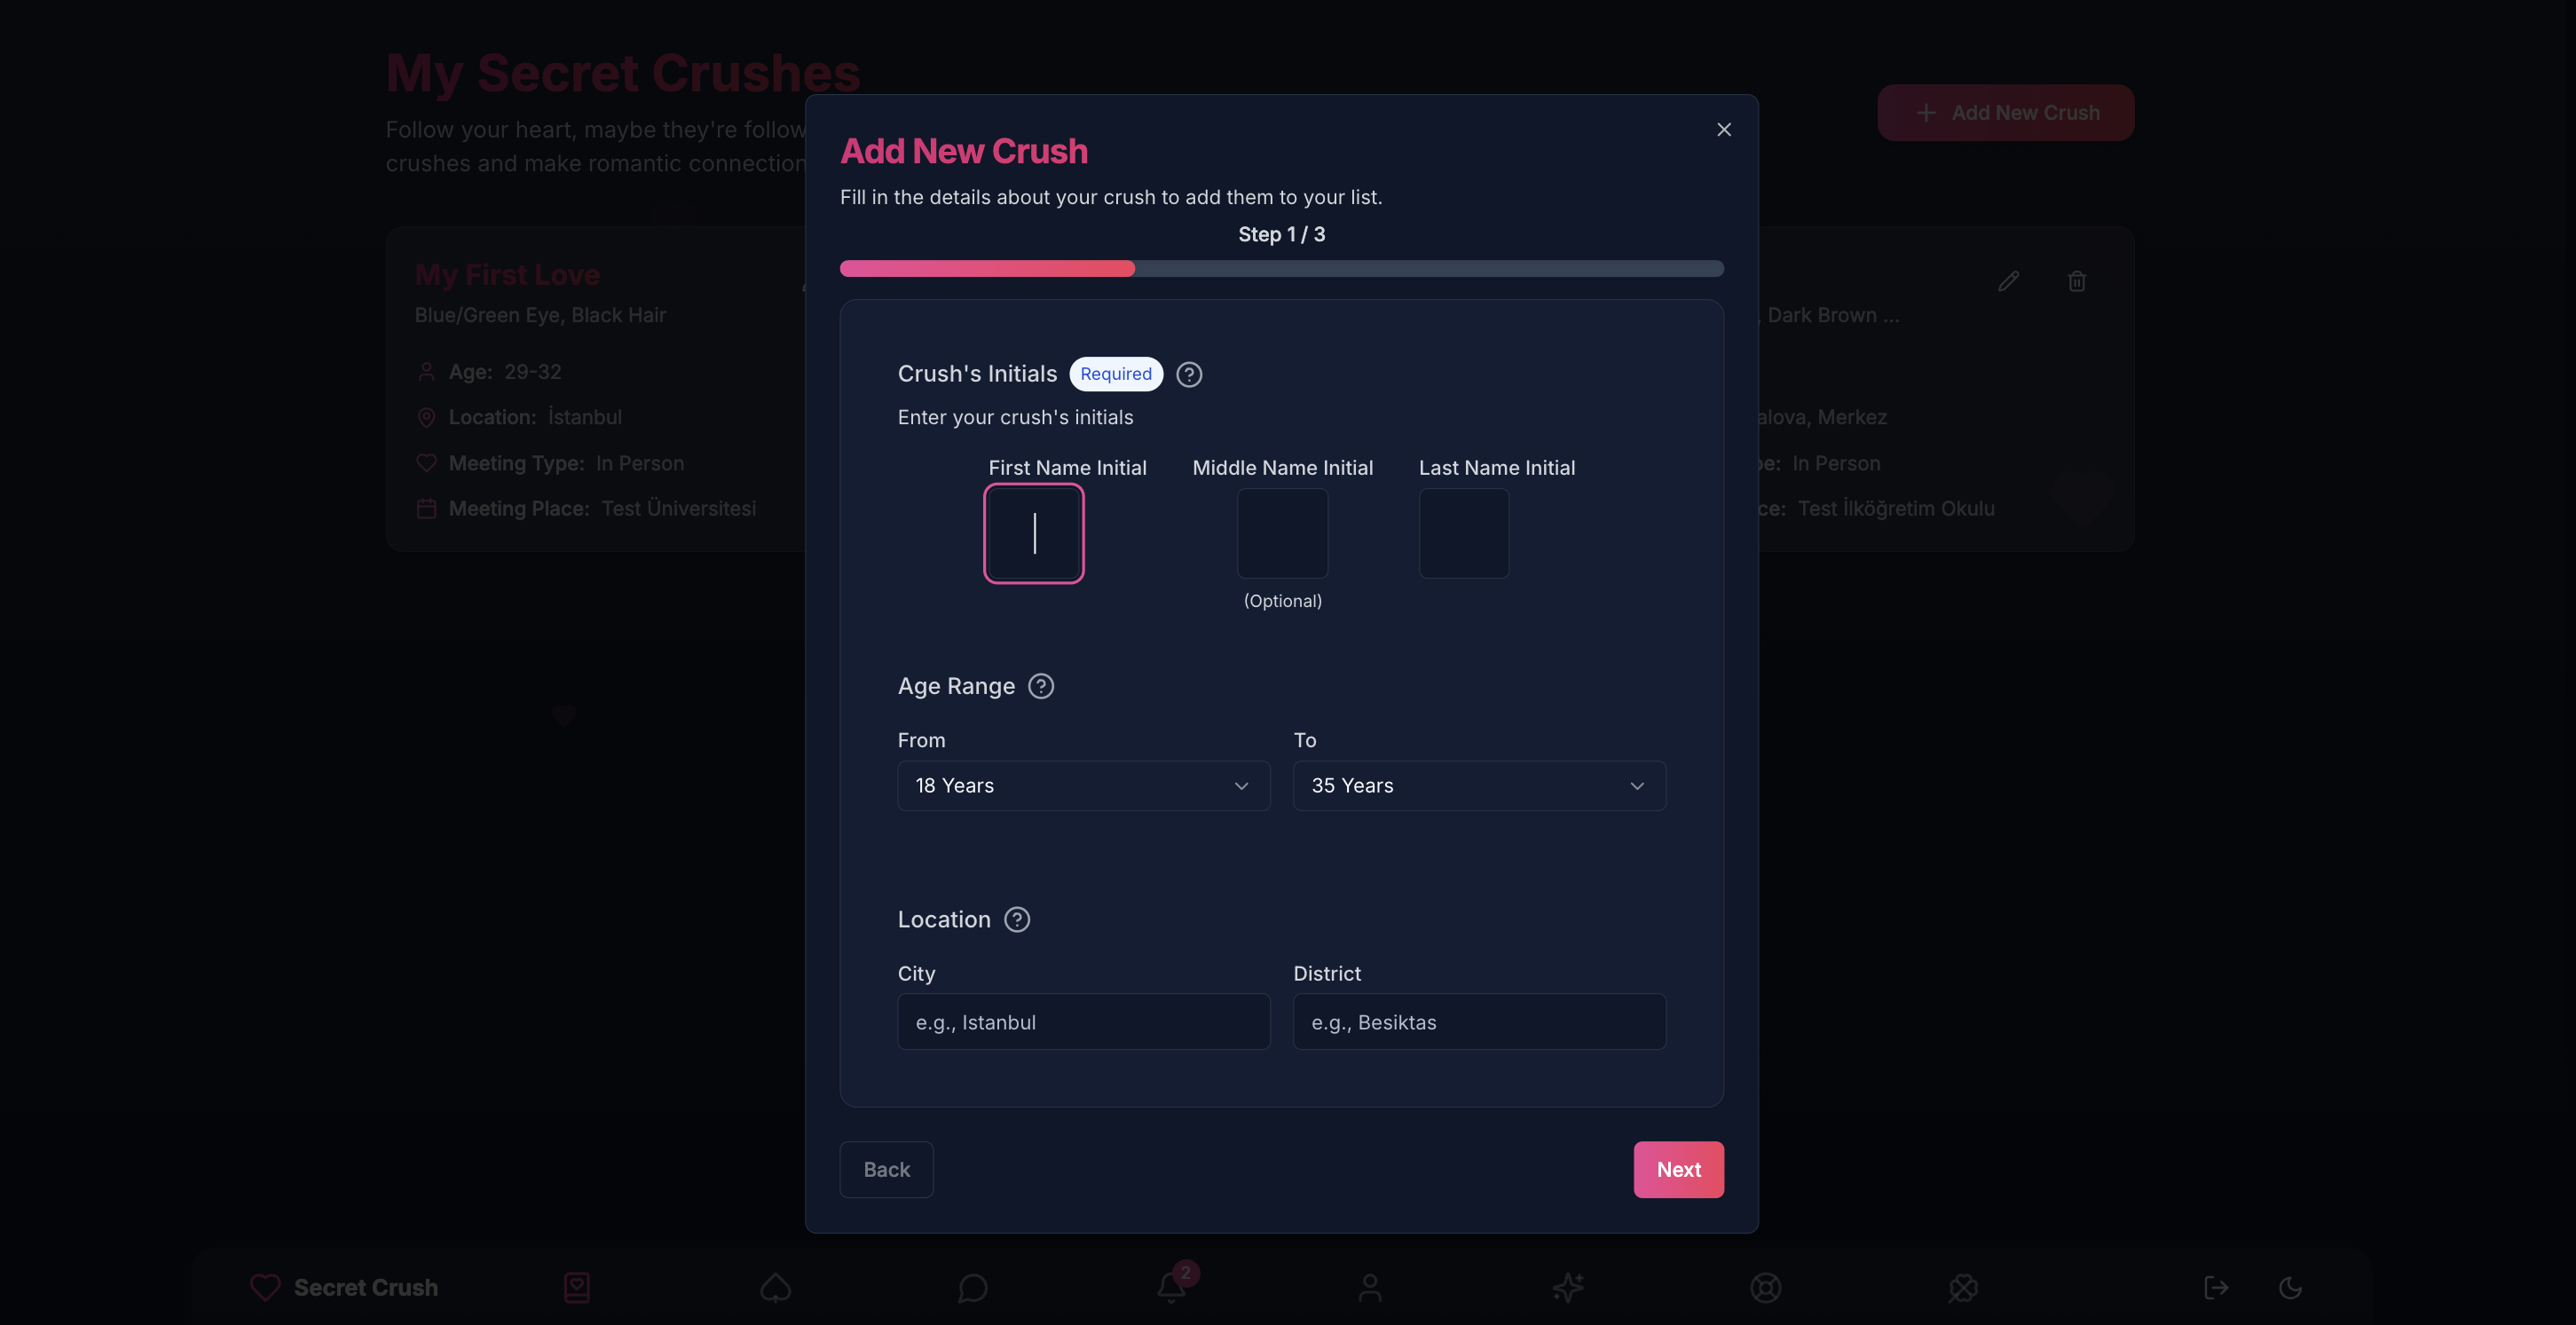 My Secret Crushes
Follow your heart, maybe they're follow
crushes and make romantic connection
Add New Crush
My First Love
Blue/Green Eye, Black Hair
Age: 29-32
Location: İstanbul
Meeting Type: In Person
Meeting Place: Test Üniversitesi
Add New Crush
Fill in the details about your crush to add them to your list.
Step 1 / 3
Crush's Initials Required ?
Enter your crush's initials
First Name Initial Middle Name Initial Last Name Initial
(Optional)
Age Range ?
From To
18 Years 35 Years
Location ?
City District
e.g., Istanbul e.g., Besiktas
Back Next
, Dark Brown ...
alova, Merkez
pe: In Person
ce: Test İlköğretim Okulu
Secret Crush 2